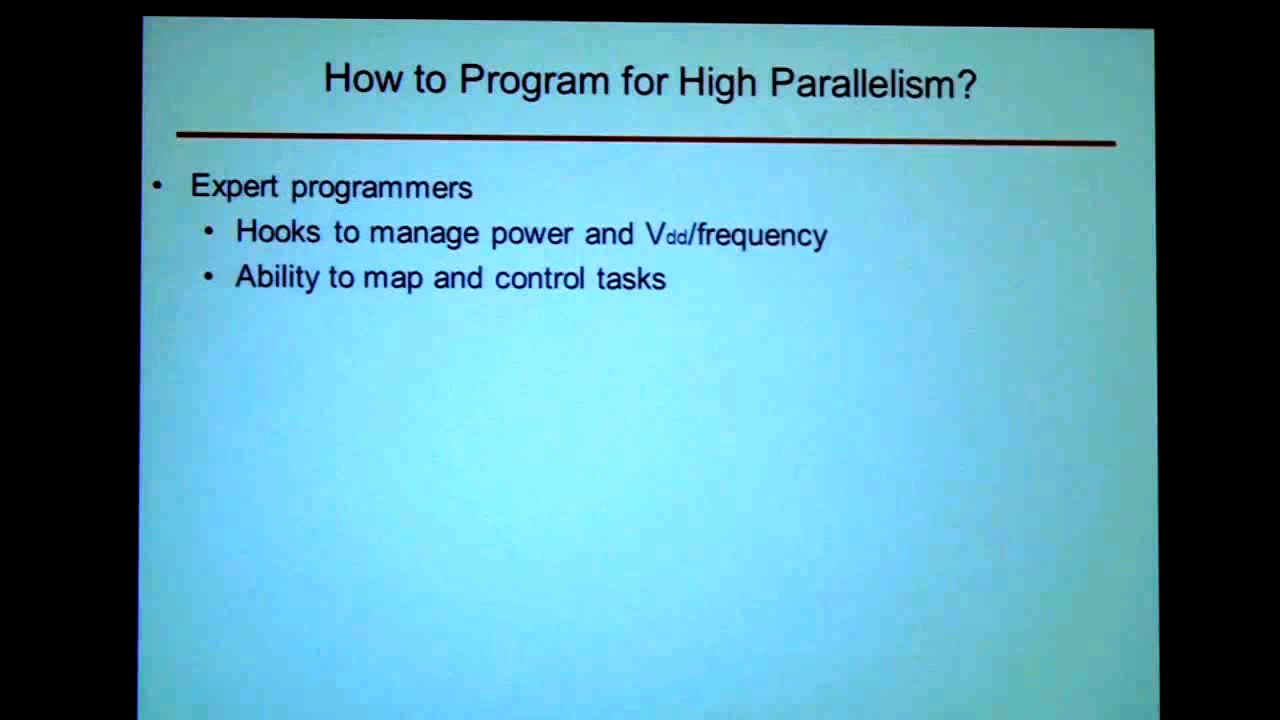 How to Program for High Parallelism?
• Expert programmers
• Hooks to manage power and Vdd/frequency
• Ability to map and control tasks